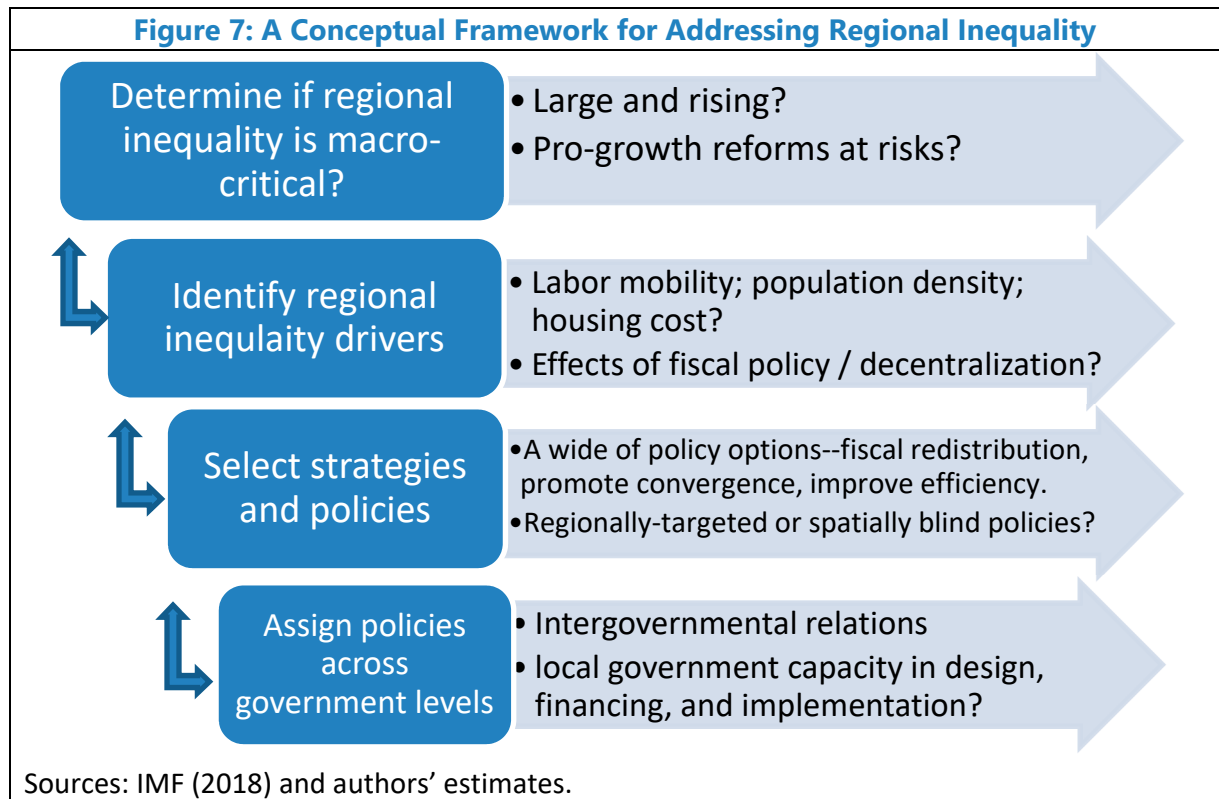 Figure 7: A Conceptual Framework for Addressing Regional Inequality
Determine if regional
inequality is macro-
critical?
• Large and rising?
• Pro-growth reforms at risks?
Identify regional
inequlaity drivers
• Labor mobility; population density;
housing cost?
• Effects of fiscal policy / decentralization?
Select strategies
and policies
•A wide of policy options--fiscal redistribution,
promote convergence, improve efficiency.
•Regionally-targeted or spatially blind policies?
Assign policies
across
government levels
• Intergovernmental relations
• local government capacity in design,
financing, and implementation?
Sources: IMF (2018) and authors’ estimates.